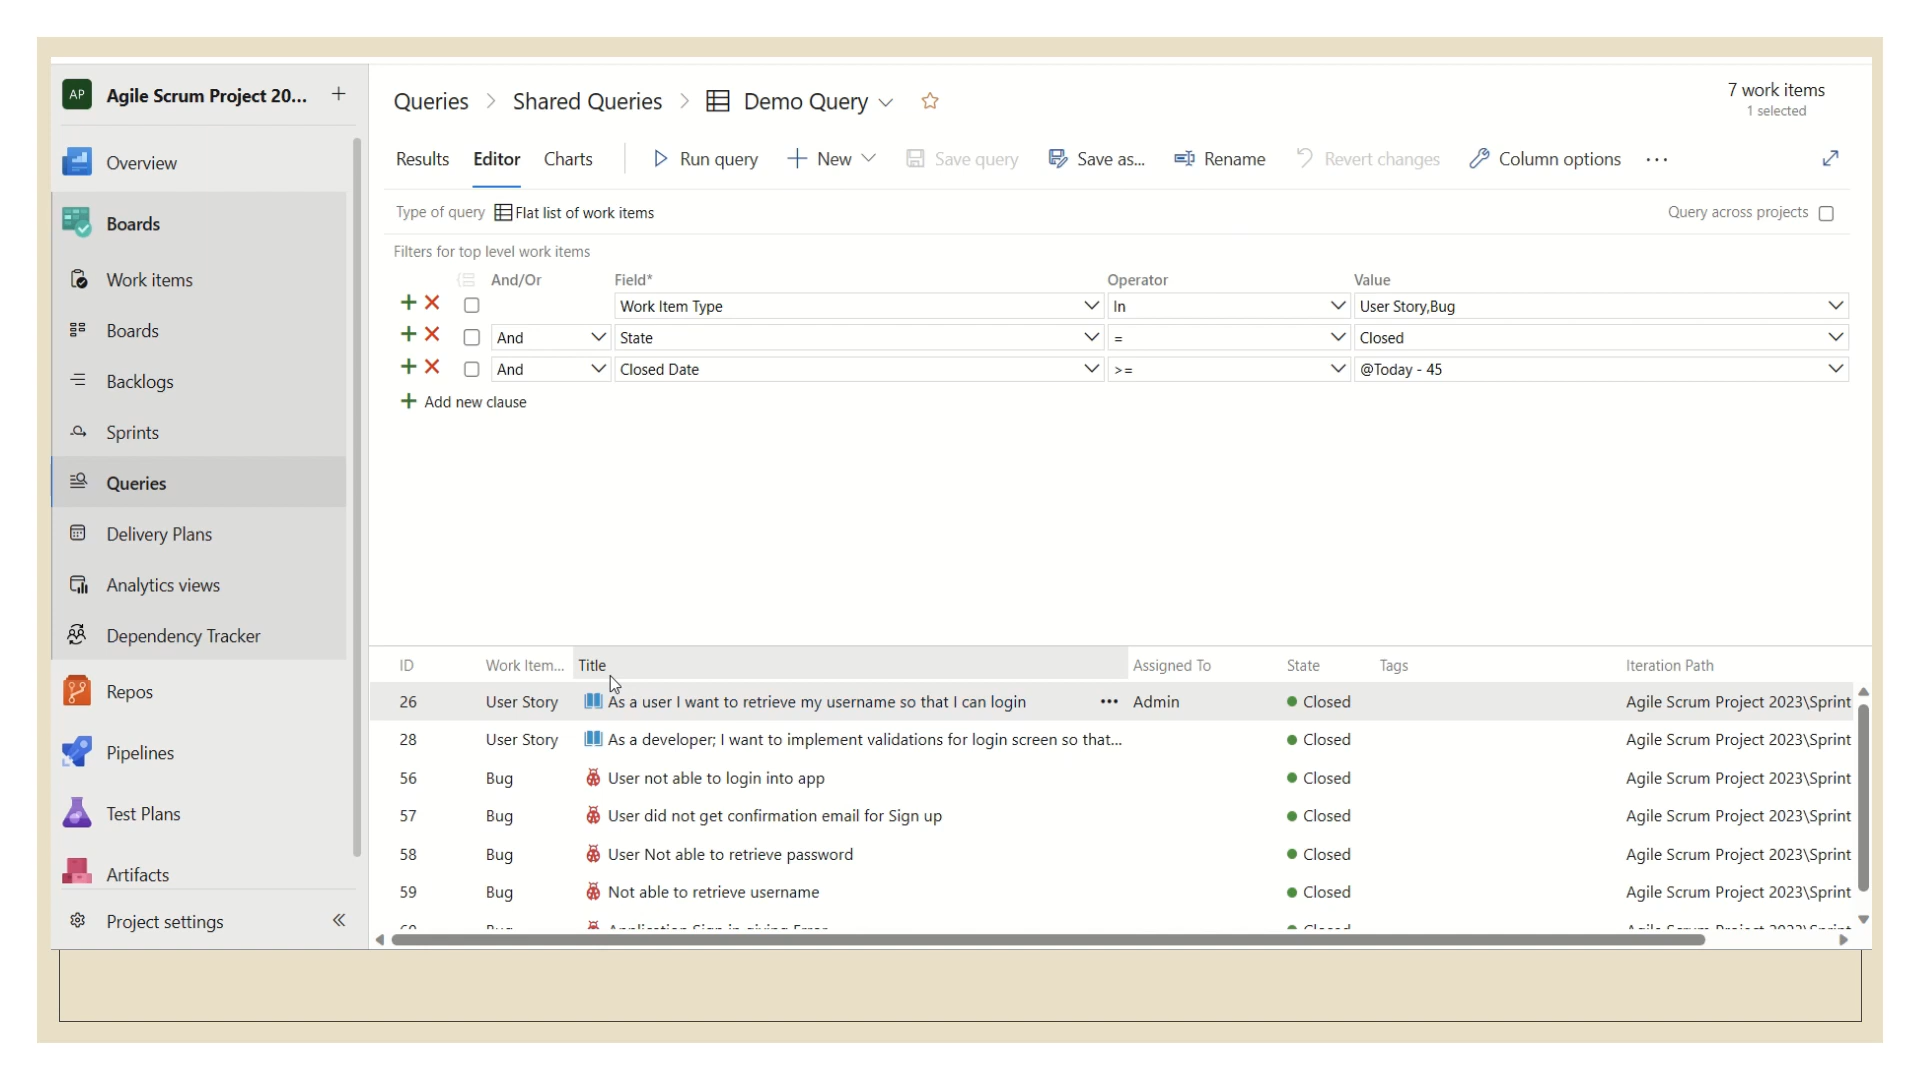 AP Agile Scrum Project 20...
Overview
Boards
Work items
Boards
Backlogs
Sprints
Queries
Delivery Plans
Analytics views
Dependency Tracker
Repos
Pipelines
Test Plans
Artifacts
Project settings
Queries Shared Queries Demo Query
7 work items
1 selected
Results Editor Charts Run query New Save query Save as... Rename Revert changes Column options
Type of query Flat list of work items Query across projects
Filters for top level work items
And/Or Field* Operator Value
Work Item Type In User Story,Bug
And State = Closed
And Closed Date >= @Today - 45
Add new clause
ID Work Item... Title Assigned To State Tags Iteration Path
26 User Story As a user I want to retrieve my username so that I can login Admin Closed Agile Scrum Project 2023\Sprint
28 User Story As a developer; I want to implement validations for login screen so that... Closed Agile Scrum Project 2023\Sprint
56 Bug User not able to login into app Closed Agile Scrum Project 2023\Sprint
57 Bug User did not get confirmation email for Sign up Closed Agile Scrum Project 2023\Sprint
58 Bug User Not able to retrieve password Closed Agile Scrum Project 2023\Sprint
59 Bug Not able to retrieve username Closed Agile Scrum Project 2023\Sprint